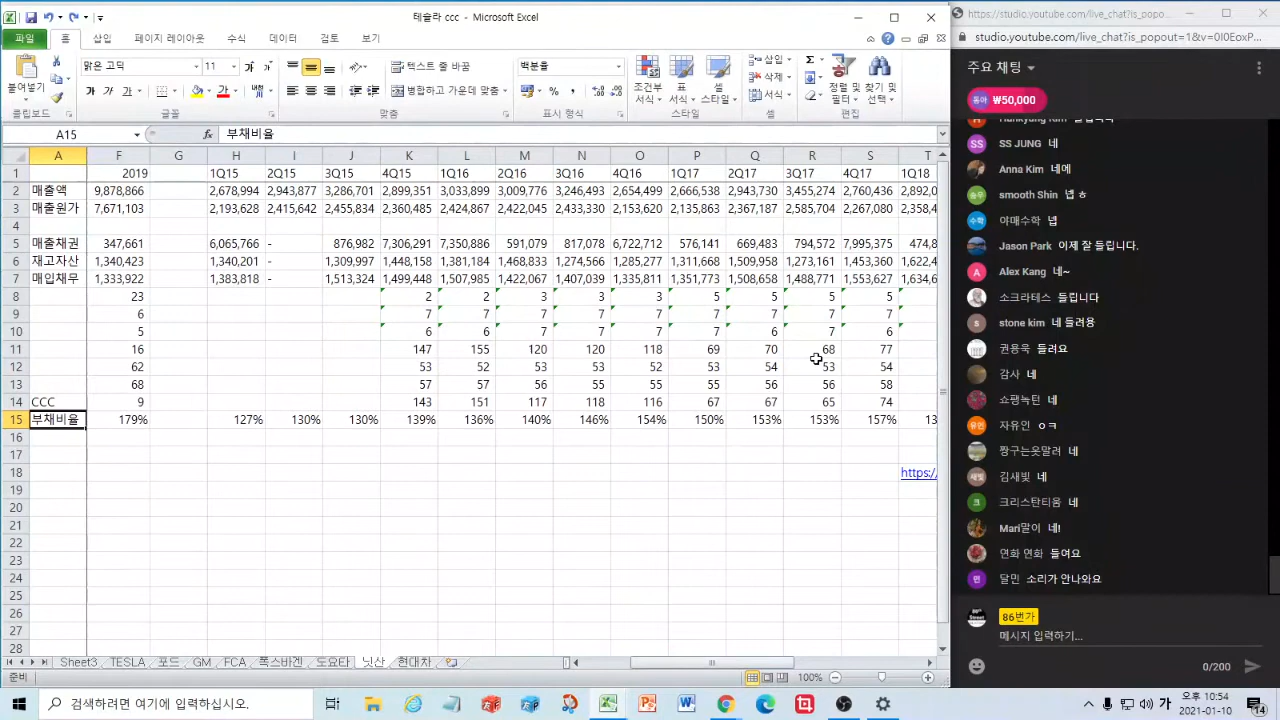 테슬라 ccc - Microsoft Excel
파일 홈 삽입 페이지 레이아웃 수식 데이터 검토 보기
맑은 고딕 11 텍스트 줄 바꿈 백분율 삽입
붙여넣기 가 가 가 병합하고 가운데 맞춤 조건부 서식 표 서식 셀 스타일 삭제 서식 정렬 및 필터 찾기 및 선택
클립보드 글꼴 맞춤 표시 형식 스타일 셀 편집
A15 fx 부채비율
A F G H I J K L M N O P Q R S T
1 2019 1Q15 2Q15 3Q15 4Q15 1Q16 2Q16 3Q16 4Q16 1Q17 2Q17 3Q17 4Q17 1Q18
2 매출액 9,878,866 2,678,994 2,943,877 3,286,701 2,899,351 3,033,899 3,009,776 3,246,493 2,654,499 2,666,538 2,943,730 3,455,274 2,760,436 2,892,0
3 매출원가 7,671,103 2,193,628 2,415,642 2,455,834 2,360,485 2,424,867 2,422,045 2,433,330 2,153,620 2,135,863 2,367,187 2,585,704 2,267,080 2,358,4
4
5 매출채권 347,661 6,065,766 876,982 7,306,291 7,350,886 591,079 817,078 6,722,712 576,141 669,483 794,572 7,995,375 474,8
6 재고자산 1,340,423 1,340,201 1,309,997 1,448,158 1,381,184 1,468,833 1,274,566 1,285,277 1,311,668 1,509,958 1,273,161 1,453,360 1,622,4
7 매입채무 1,333,922 1,383,818 1,513,324 1,499,448 1,507,985 1,422,067 1,407,039 1,335,811 1,351,773 1,508,658 1,488,771 1,553,627 1,634,6
8 23 2 2 3 3 3 5 5 5 5
9 6 7 7 7 7 7 7 7 7 7
10 5 6 6 7 7 7 7 6 7 6
11 16 147 155 120 120 118 69 70 68 77
12 62 53 52 53 53 52 53 54 53 54
13 68 57 57 56 55 55 55 56 56 58
14 CCC 9 143 151 117 118 116 67 67 65 74
15 부채비율 179% 127% 130% 130% 139% 136% 140% 146% 154% 150% 153% 153% 157% 13
16
17
18 https:/
19
20
21
22
23
24
25
26
27
28
Sheet3 TESLA 포드 GM FC 폭스바겐 도요타 닛산 현대차
준비 100%
검색하려면 여기에 입력하십시오.
https://studio.youtube.com/live_chat?is_popo...
studio.youtube.com/live_chat?is_popout=1&v=0I0EoxP...
주요 채팅
통아 ₩50,000
SS SS JUNG 네
Anna Kim 네에
smooth Shin 넵 ㅎ
수학 야매수학 넵
Jason Park 이제 잘 들립니다.
A Alex Kang 네~
소크라테스 들립니다
stone kim 네 들려용
권용욱 들려요
감사 네
쇼팽녹턴 네
자유인 ㅇㅋ
짱구는옷말려 네
김새빛 네
크 크리스탄티움 네
Mari말이 네!
연화 연화 들여요
민 달민 소리가 안나와요
86번가
메시지 입력하기...
0/200
가 오후 10:54
2021-01-10
14